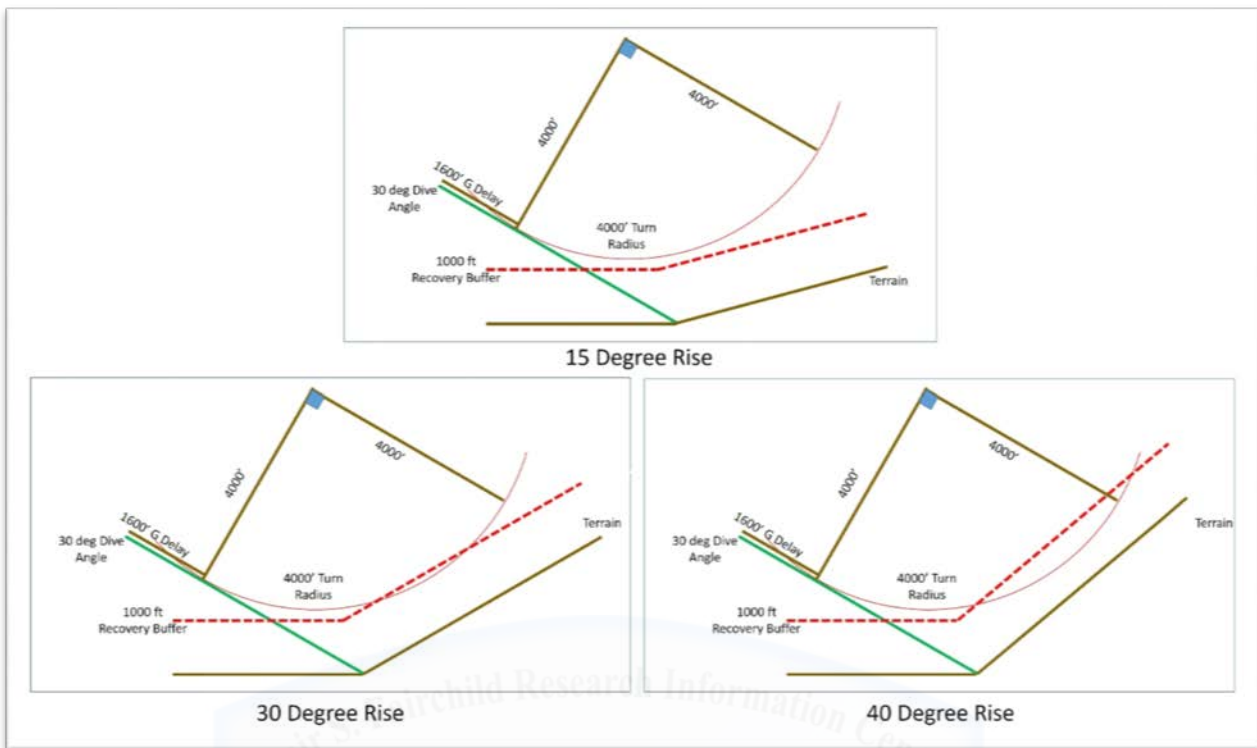 4000'
4000'
1600' G Delay
30 deg Dive
Angle
4000' Turn
Radius
1000 ft
Recovery Buffer
Terrain
15 Degree Rise
4000'
4000'
1600' G Delay
30 deg Dive
Angle
4000' Turn
Radius
1000 ft
Recovery Buffer
Terrain
30 Degree Rise
4000'
4000'
1600' G Delay
30 deg Dive
Angle
4000' Turn
Radius
1000 ft
Recovery Buffer
Terrain
40 Degree Rise
Fairchild Research Information